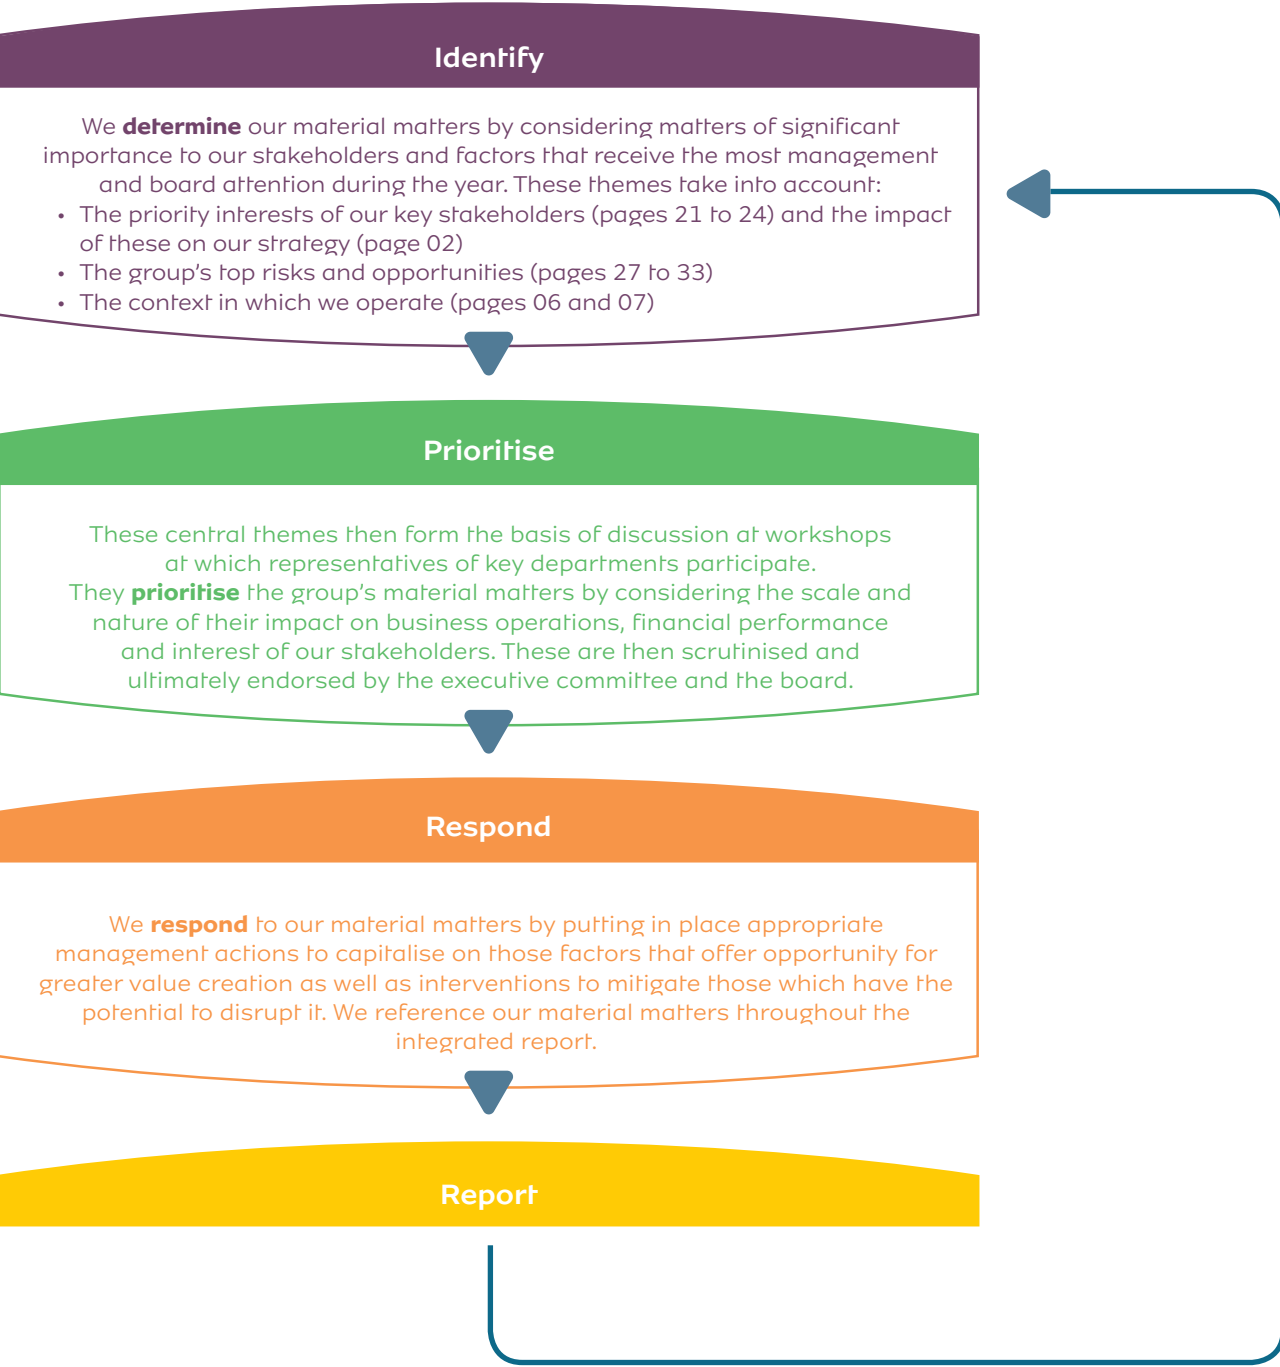 Identify
We determine our material matters by considering matters of significant
importance to our stakeholders and factors that receive the most management
and board attention during the year. These themes take into account:
• The priority interests of our key stakeholders (pages 21 to 24) and the impact
of these on our strategy (page 02)
• The group's top risks and opportunities (pages 27 to 33)
• The context in which we operate (pages 06 and 07)
Prioritise
These central themes then form the basis of discussion at workshops
at which representatives of key departments participate.
They prioritise the group's material matters by considering the scale and
nature of their impact on business operations, financial performance
and interest of our stakeholders. These are then scrutinised and
ultimately endorsed by the executive committee and the board.
Respond
We respond to our material matters by putting in place appropriate
management actions to capitalise on those factors that offer opportunity for
greater value creation as well as interventions to mitigate those which have the
potential to disrupt it. We reference our material matters throughout the
integrated report.
Report